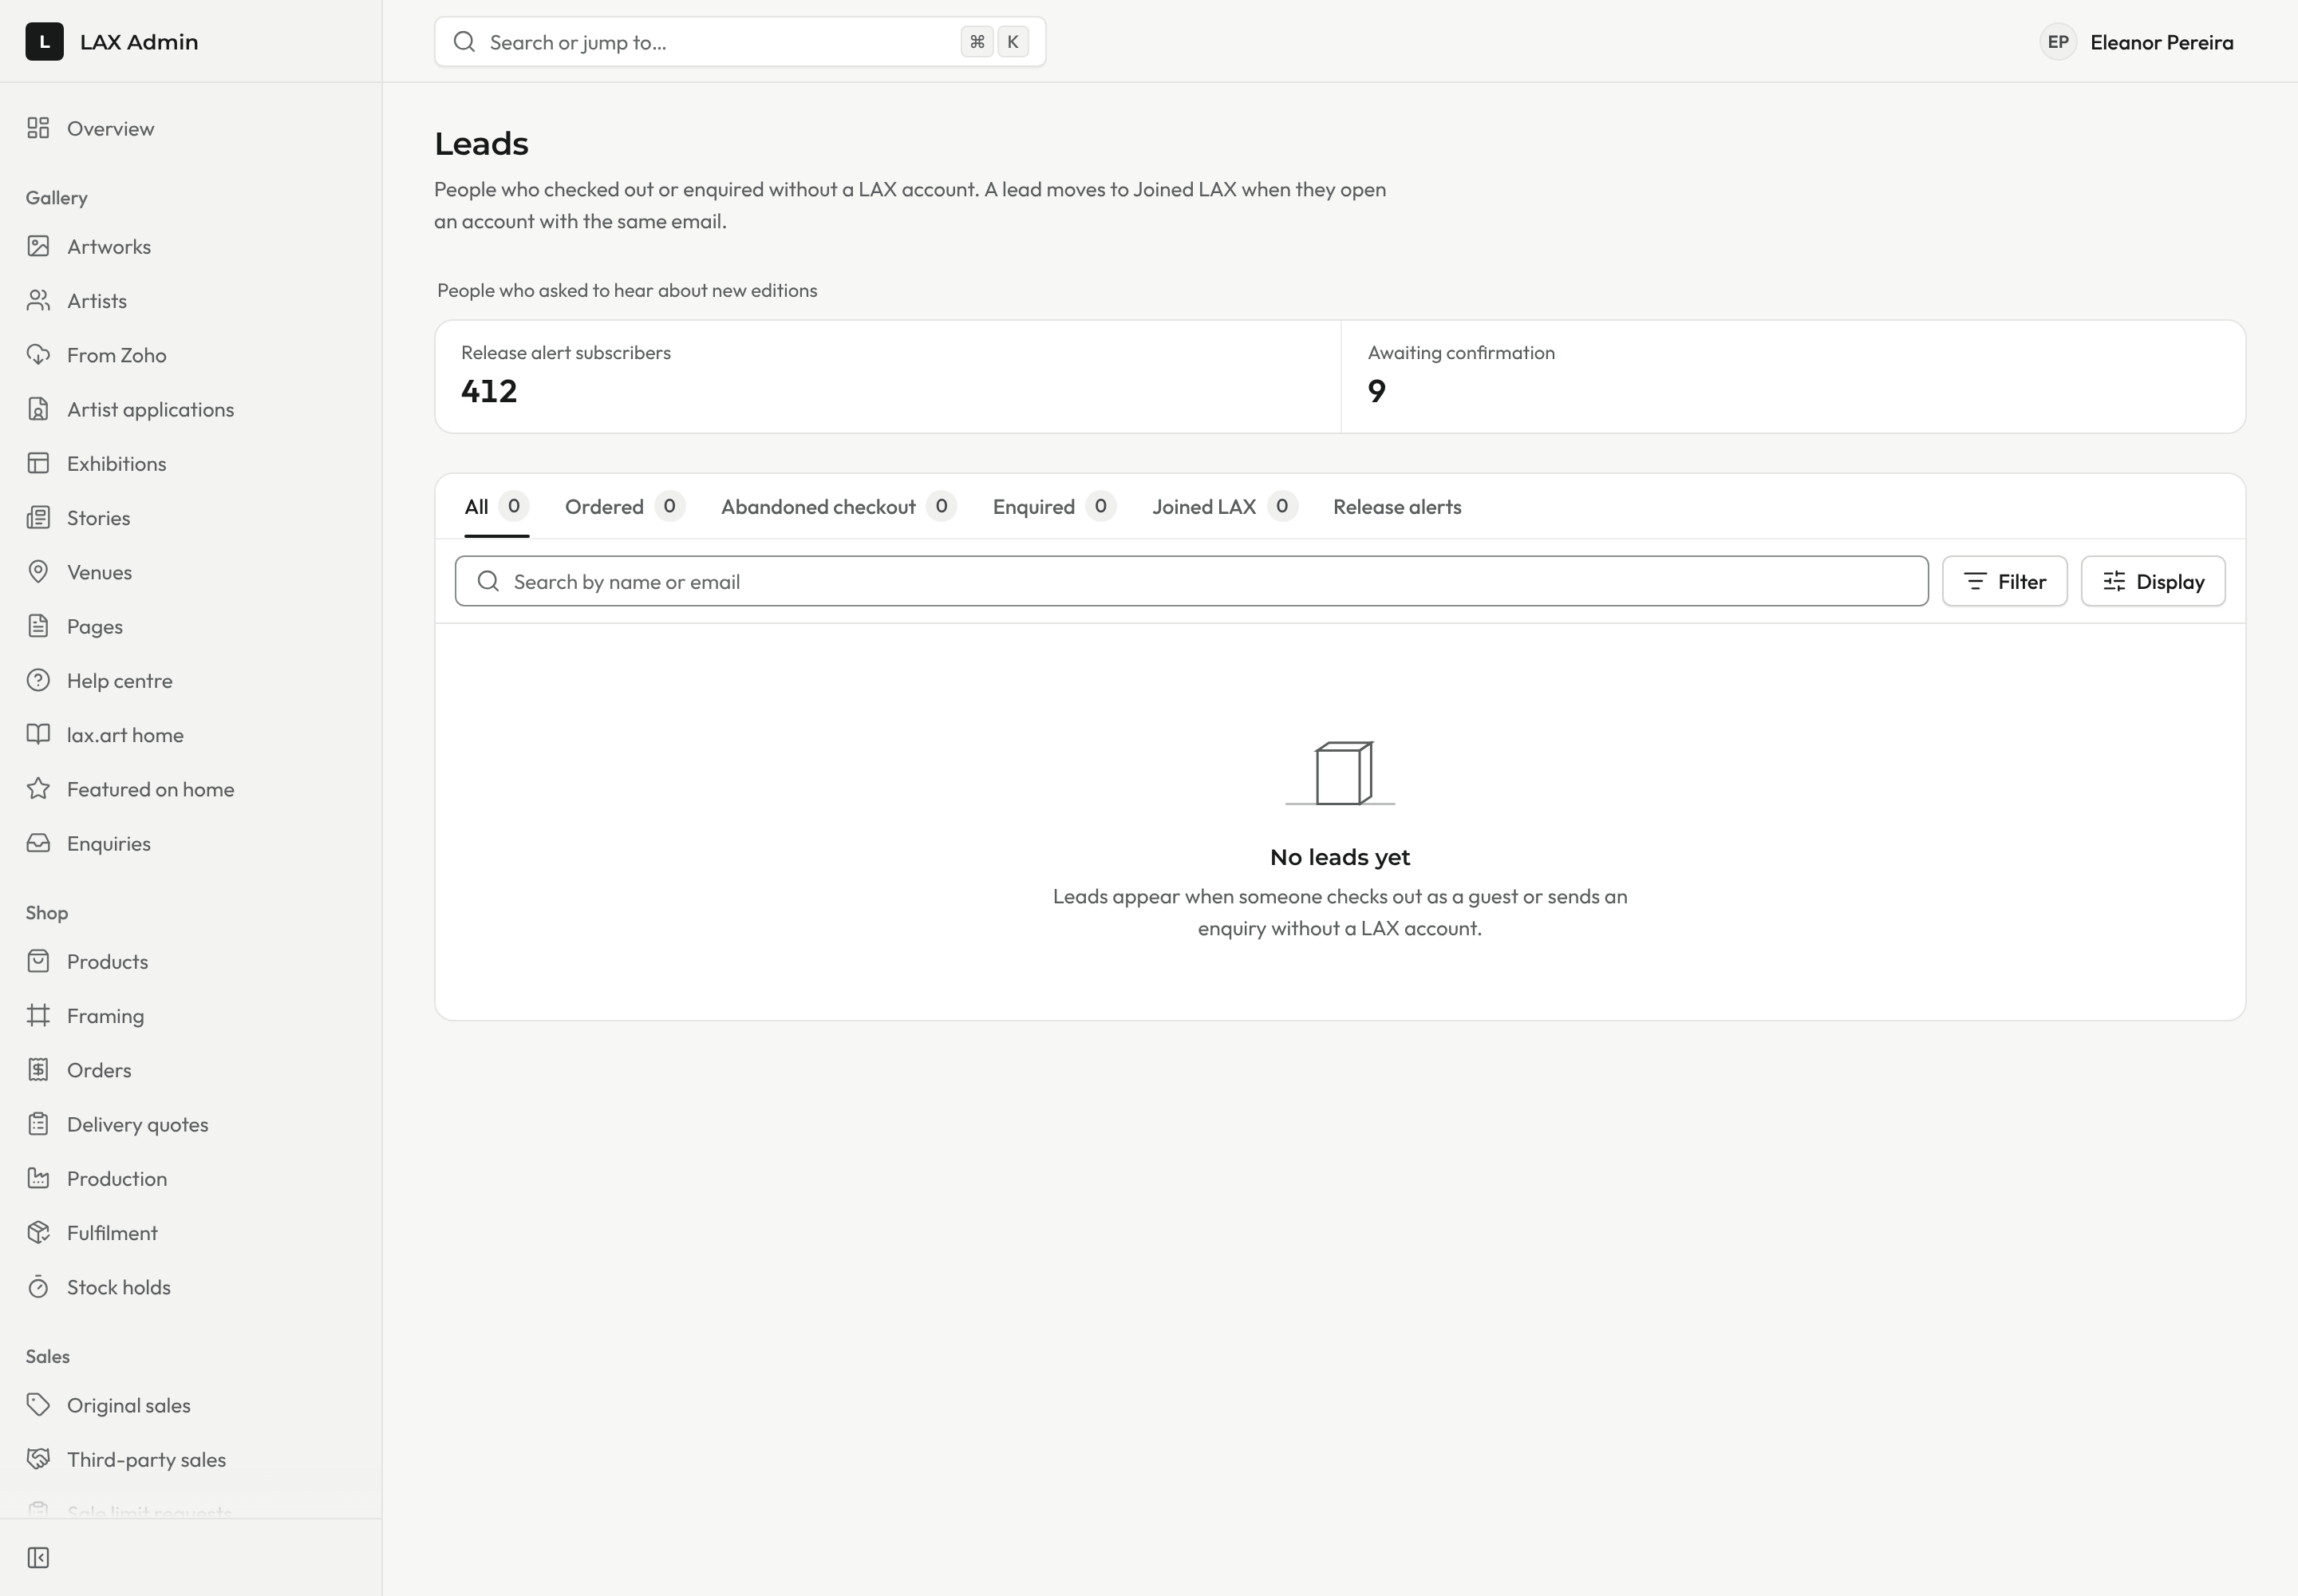 L LAX Admin
Search or jump to...
⌘ K
EP Eleanor Pereira
Overview
Gallery
Artworks
Artists
From Zoho
Artist applications
Exhibitions
Stories
Venues
Pages
Help centre
lax.art home
Featured on home
Enquiries
Shop
Products
Framing
Orders
Delivery quotes
Production
Fulfilment
Stock holds
Sales
Original sales
Third-party sales
Sale limit requests
Leads
People who checked out or enquired without a LAX account. A lead moves to Joined LAX when they open
an account with the same email.
People who asked to hear about new editions
Release alert subscribers
412
Awaiting confirmation
9
All 0 Ordered 0 Abandoned checkout 0 Enquired 0 Joined LAX 0 Release alerts
Search by name or email
Filter
Display
No leads yet
Leads appear when someone checks out as a guest or sends an
enquiry without a LAX account.